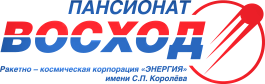 ПАНСИОНАТ
ВОСХОД
Ракетно – космическая корпорация «ЭНЕРГИЯ»
имени С.П. Королёва